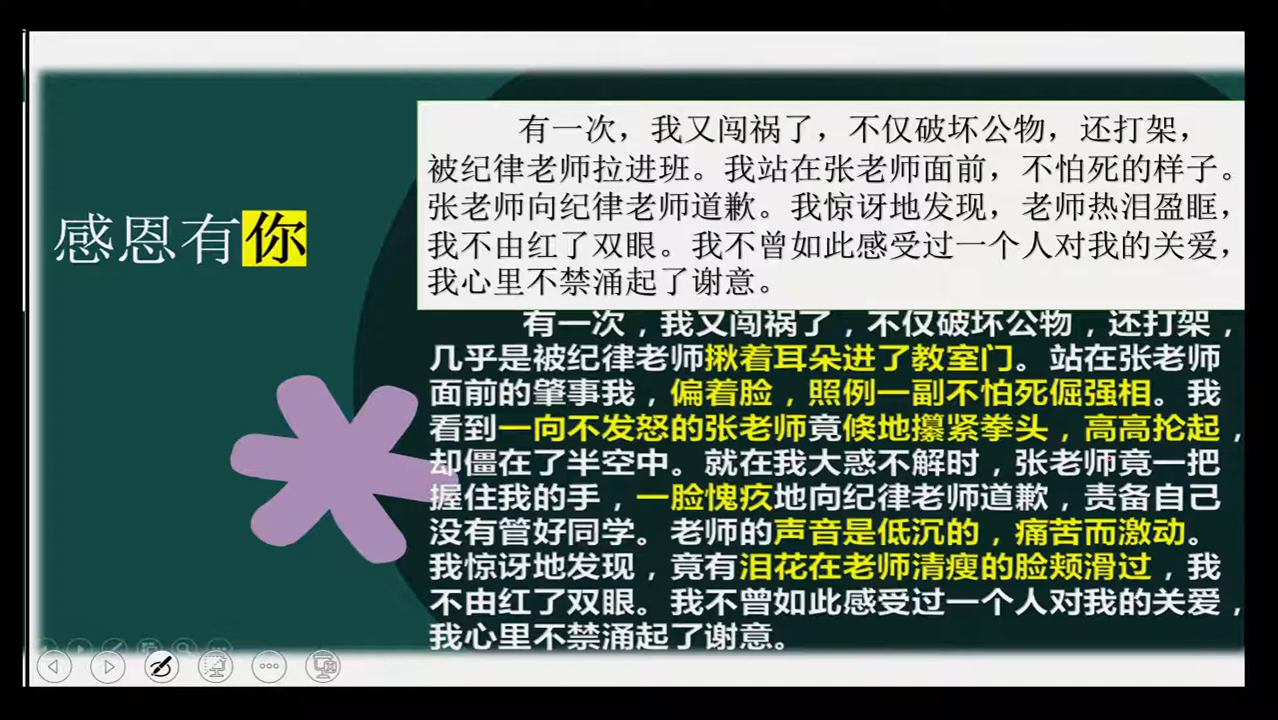 感恩有你
有一次，我又闯祸了，不仅破坏公物，还打架，
被纪律老师拉进班。我站在张老师面前，不怕死的样子。
张老师向纪律老师道歉。我惊讶地发现，老师热泪盈眶，
我不由红了双眼。我不曾如此感受过一个人对我的关爱，
我心里不禁涌起了谢意。
有一次，我又闯祸了，不仅破坏公物，还打架，
几乎是被纪律老师揪着耳朵进了教室门。站在张老师
面前的肇事我，偏着脸，照例一副不怕死倔强相。我
看到一向不发怒的张老师竟倏地攥紧拳头，高高抡起，
却僵在了半空中。就在我大惑不解时，张老师竟一把
握住我的手，一脸愧疚地向纪律老师道歉，责备自己
没有管好同学。老师的声音是低沉的，痛苦而激动。
我惊讶地发现，竟有泪花在老师清瘦的脸颊滑过，我
不由红了双眼。我不曾如此感受过一个人对我的关爱，
我心里不禁涌起了谢意。